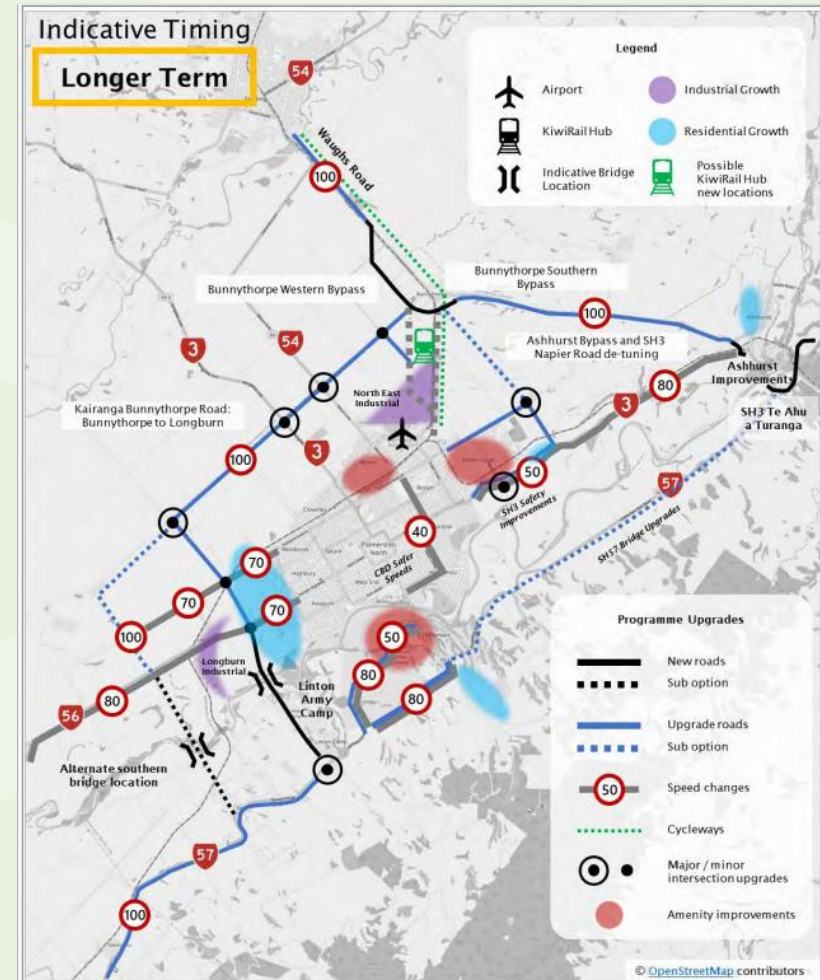 Indicative Timing
Longer Term
54
Legend
Airport
Industrial Growth
KiwiRail Hub
Residential Growth
Indicative Bridge
Location
Possible
KiwiRail Hub
new locations
Waughs Road
100
Bunnythorpe Western Bypass
Bunnythorpe Southern
Bypass
100
3
54
Ashhurst Bypass and SH3
Napier Road de-tuning
Ashhurst
Improvements
80
3
North East
Industrial
SH3 Te Ahu
a Turanga
Kairanga Bunnythorpe Road:
Bunnythorpe to Longburn
3
100
50
SH3 Safety
Improvements
57
SH57 Bridge Upgrades
40
CBD Safer
Speeds
Cloverlea
Palmerston
North
Highbury
70
70
70
100
80
56
Longburn
Industrial
Linton
Army
Camp
50
80
80
Alternate southern
bridge location
57
100
Programme Upgrades
New roads
Sub option
Upgrade roads
Sub option
50
Speed changes
Cycleways
Major / minor
intersection upgrades
Amenity improvements
© OpenStreetMap contributors